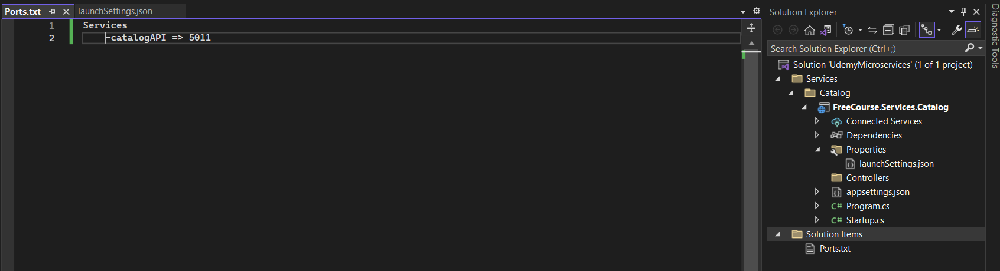 Ports.txt
launchSettings.json
1 Services
2 -catalogAPI => 5011
Solution Explorer
Search Solution Explorer (Ctrl+;)
Solution 'UdemyMicroservices' (1 of 1 project)
Services
Catalog
FreeCourse.Services.Catalog
Connected Services
Dependencies
Properties
launchSettings.json
Controllers
appsettings.json
C# Program.cs
C# Startup.cs
Solution Items
Ports.txt
Diagnostic Tools